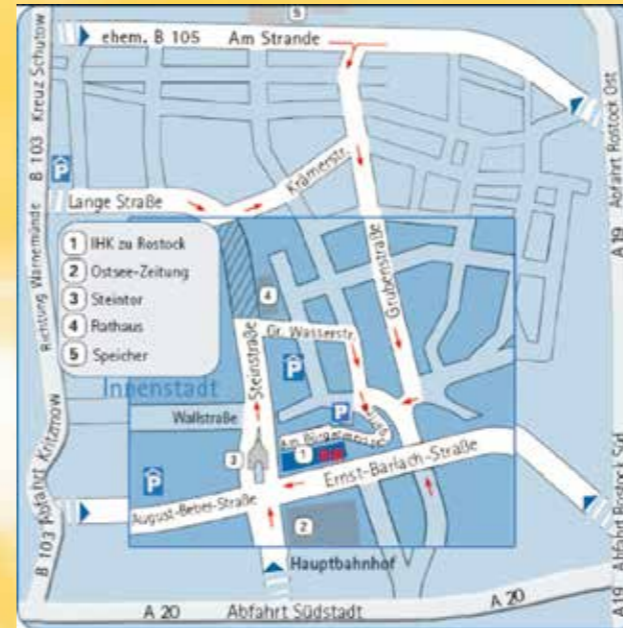 5
ehem. B 105 Am Strande
B 103 Kreuz Schutow
Abfahrt Rostock Ost
P
Krämerstr.
Lange Straße
Richtung Warnemünde
A 19
1 IHK zu Rostock
2 Ostsee-Zeitung
3 Steintor
4 Rathaus
5 Speicher
4
Grubenstraße
Gr. Wasserstr.
Steinstraße
P
Innenstadt
Wallstraße
P
Am Bürgermeister
3
1
Ernst-Barlach-Straße
P
August-Bebel-Straße
2
B 103 Abfahrt Kritzmow
A19 Abfahrt Rostock Süd
Hauptbahnhof
A 20 Abfahrt Südstadt
A 20